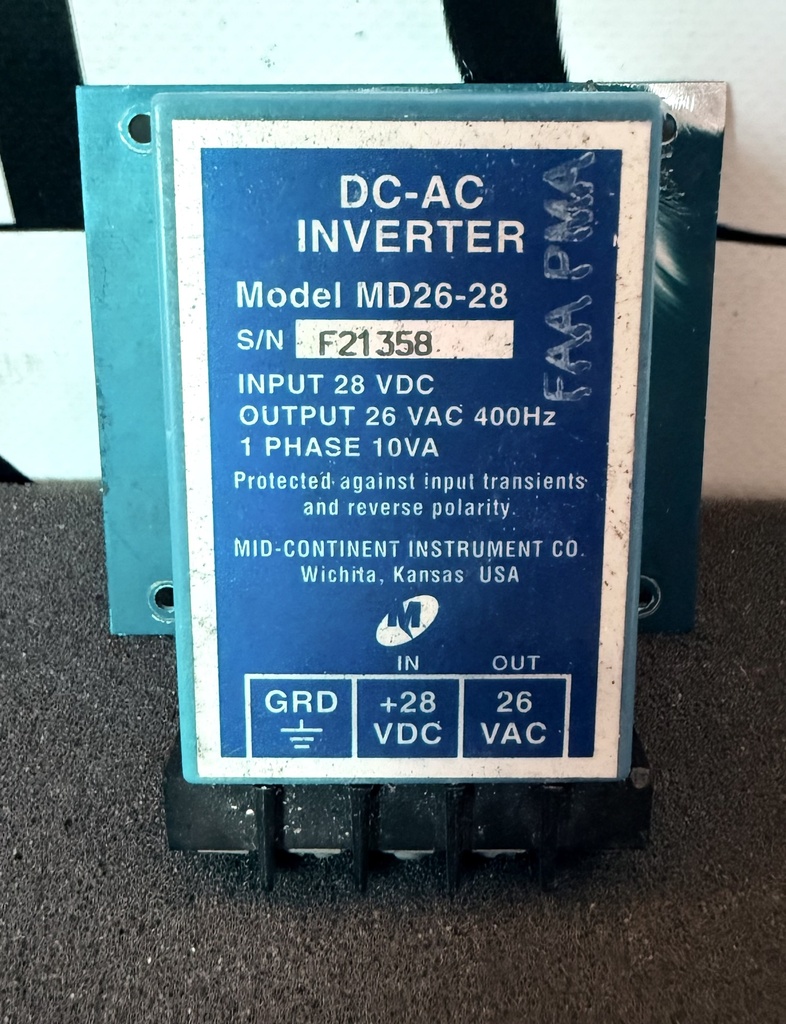 DC-AC
INVERTER
Model MD26-28
S/N F21358
INPUT 28 VDC
OUTPUT 26 VAC 400Hz
1 PHASE 10VA
Protected against input transients
and reverse polarity.
MID-CONTINENT INSTRUMENT CO.
Wichita, Kansas USA
M
IN OUT
GRD +28 VDC 26 VAC
FAA PMA